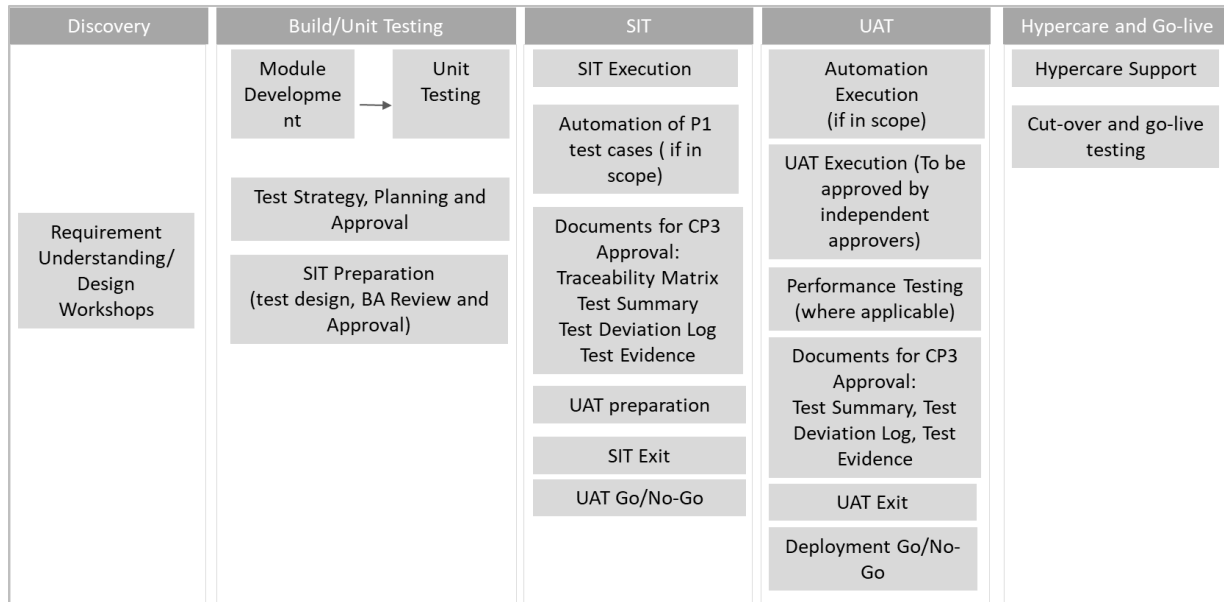 Discovery
Requirement
Understanding/
Design
Workshops
Build/Unit Testing
Module
Developme
nt
Unit
Testing
Test Strategy, Planning and
Approval
SIT Preparation
(test design, BA Review and
Approval)
SIT
SIT Execution
Automation of P1
test cases ( if in
scope)
Documents for CP3
Approval:
Traceability Matrix
Test Summary
Test Deviation Log
Test Evidence
UAT preparation
SIT Exit
UAT Go/No-Go
UAT
Automation
Execution
(if in scope)
UAT Execution (To be
approved by
independent
approvers)
Performance Testing
(where applicable)
Documents for CP3
Approval:
Test Summary, Test
Deviation Log, Test
Evidence
UAT Exit
Deployment Go/No-
Go
Hypercare and Go-live
Hypercare Support
Cut-over and go-live
testing